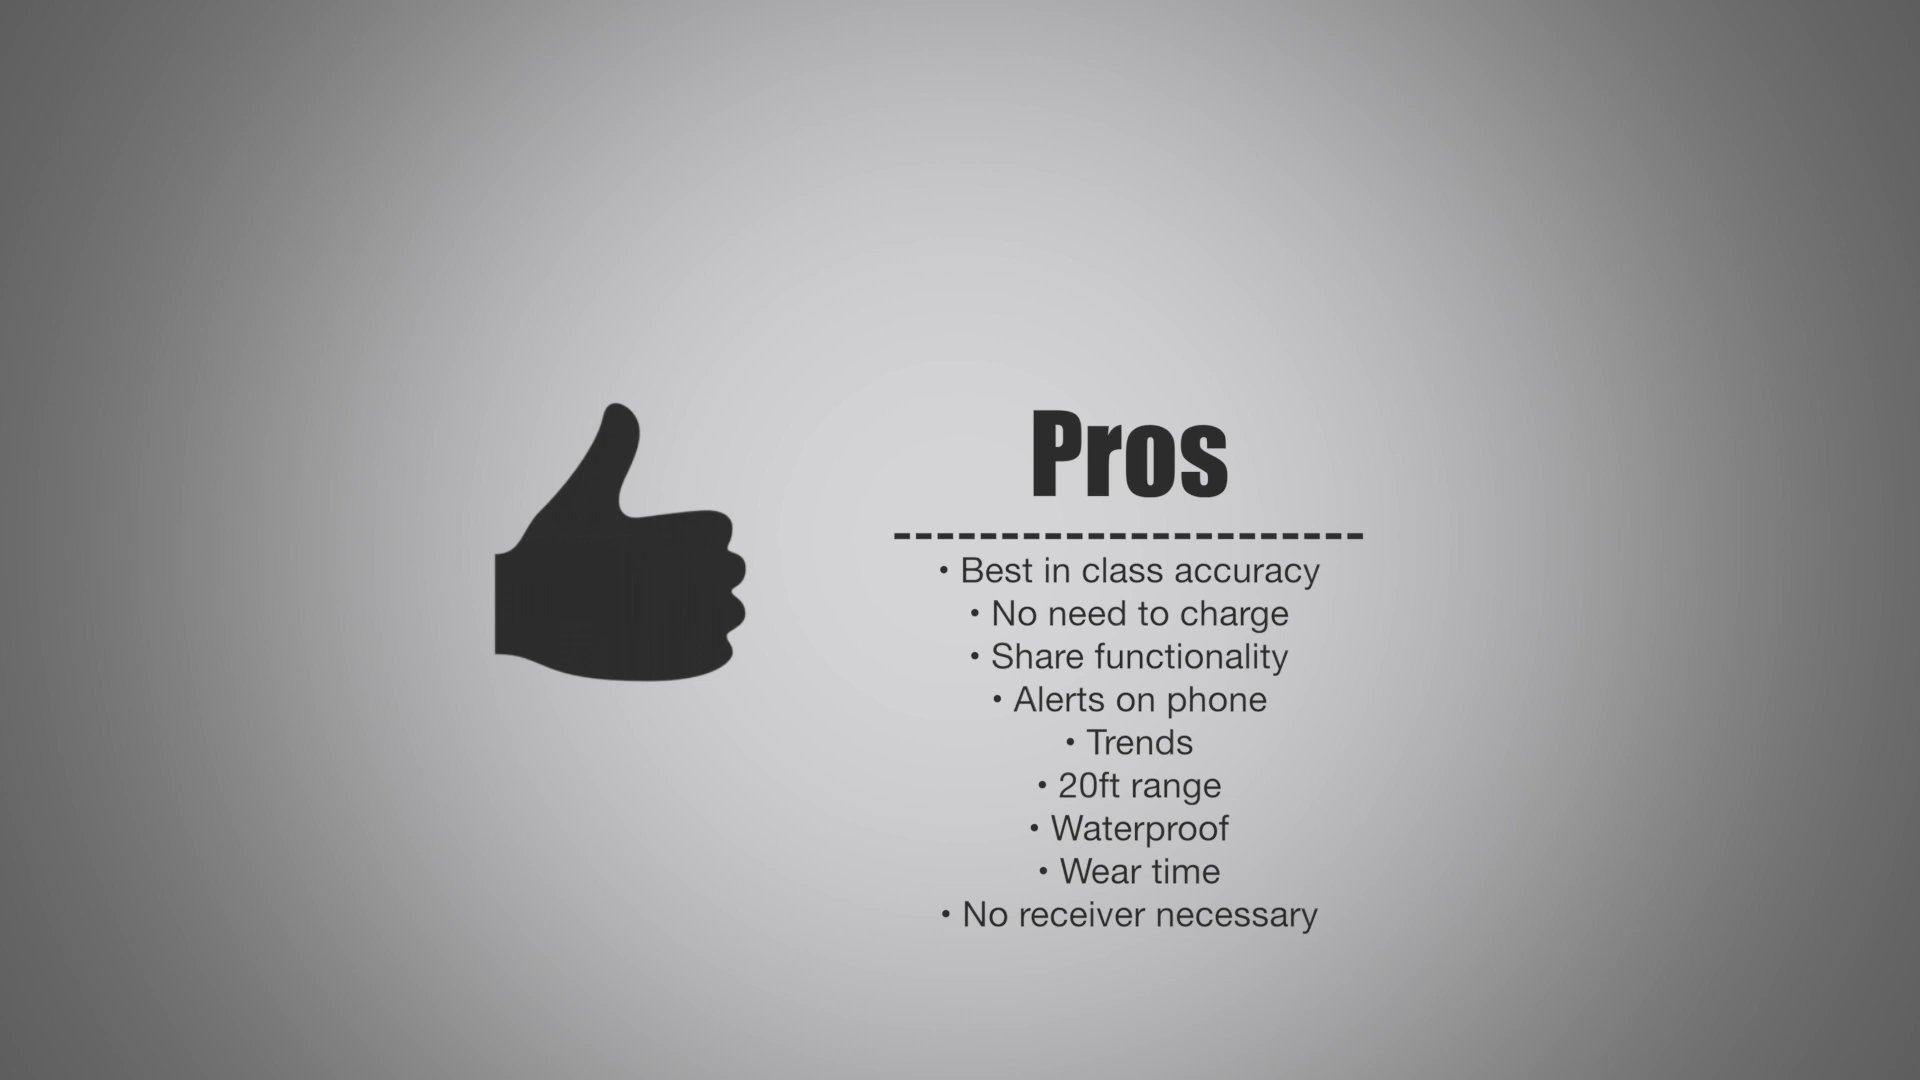 Pros
--------------------
• Best in class accuracy
• No need to charge
• Share functionality
• Alerts on phone
• Trends
• 20ft range
• Waterproof
• Wear time
• No receiver necessary